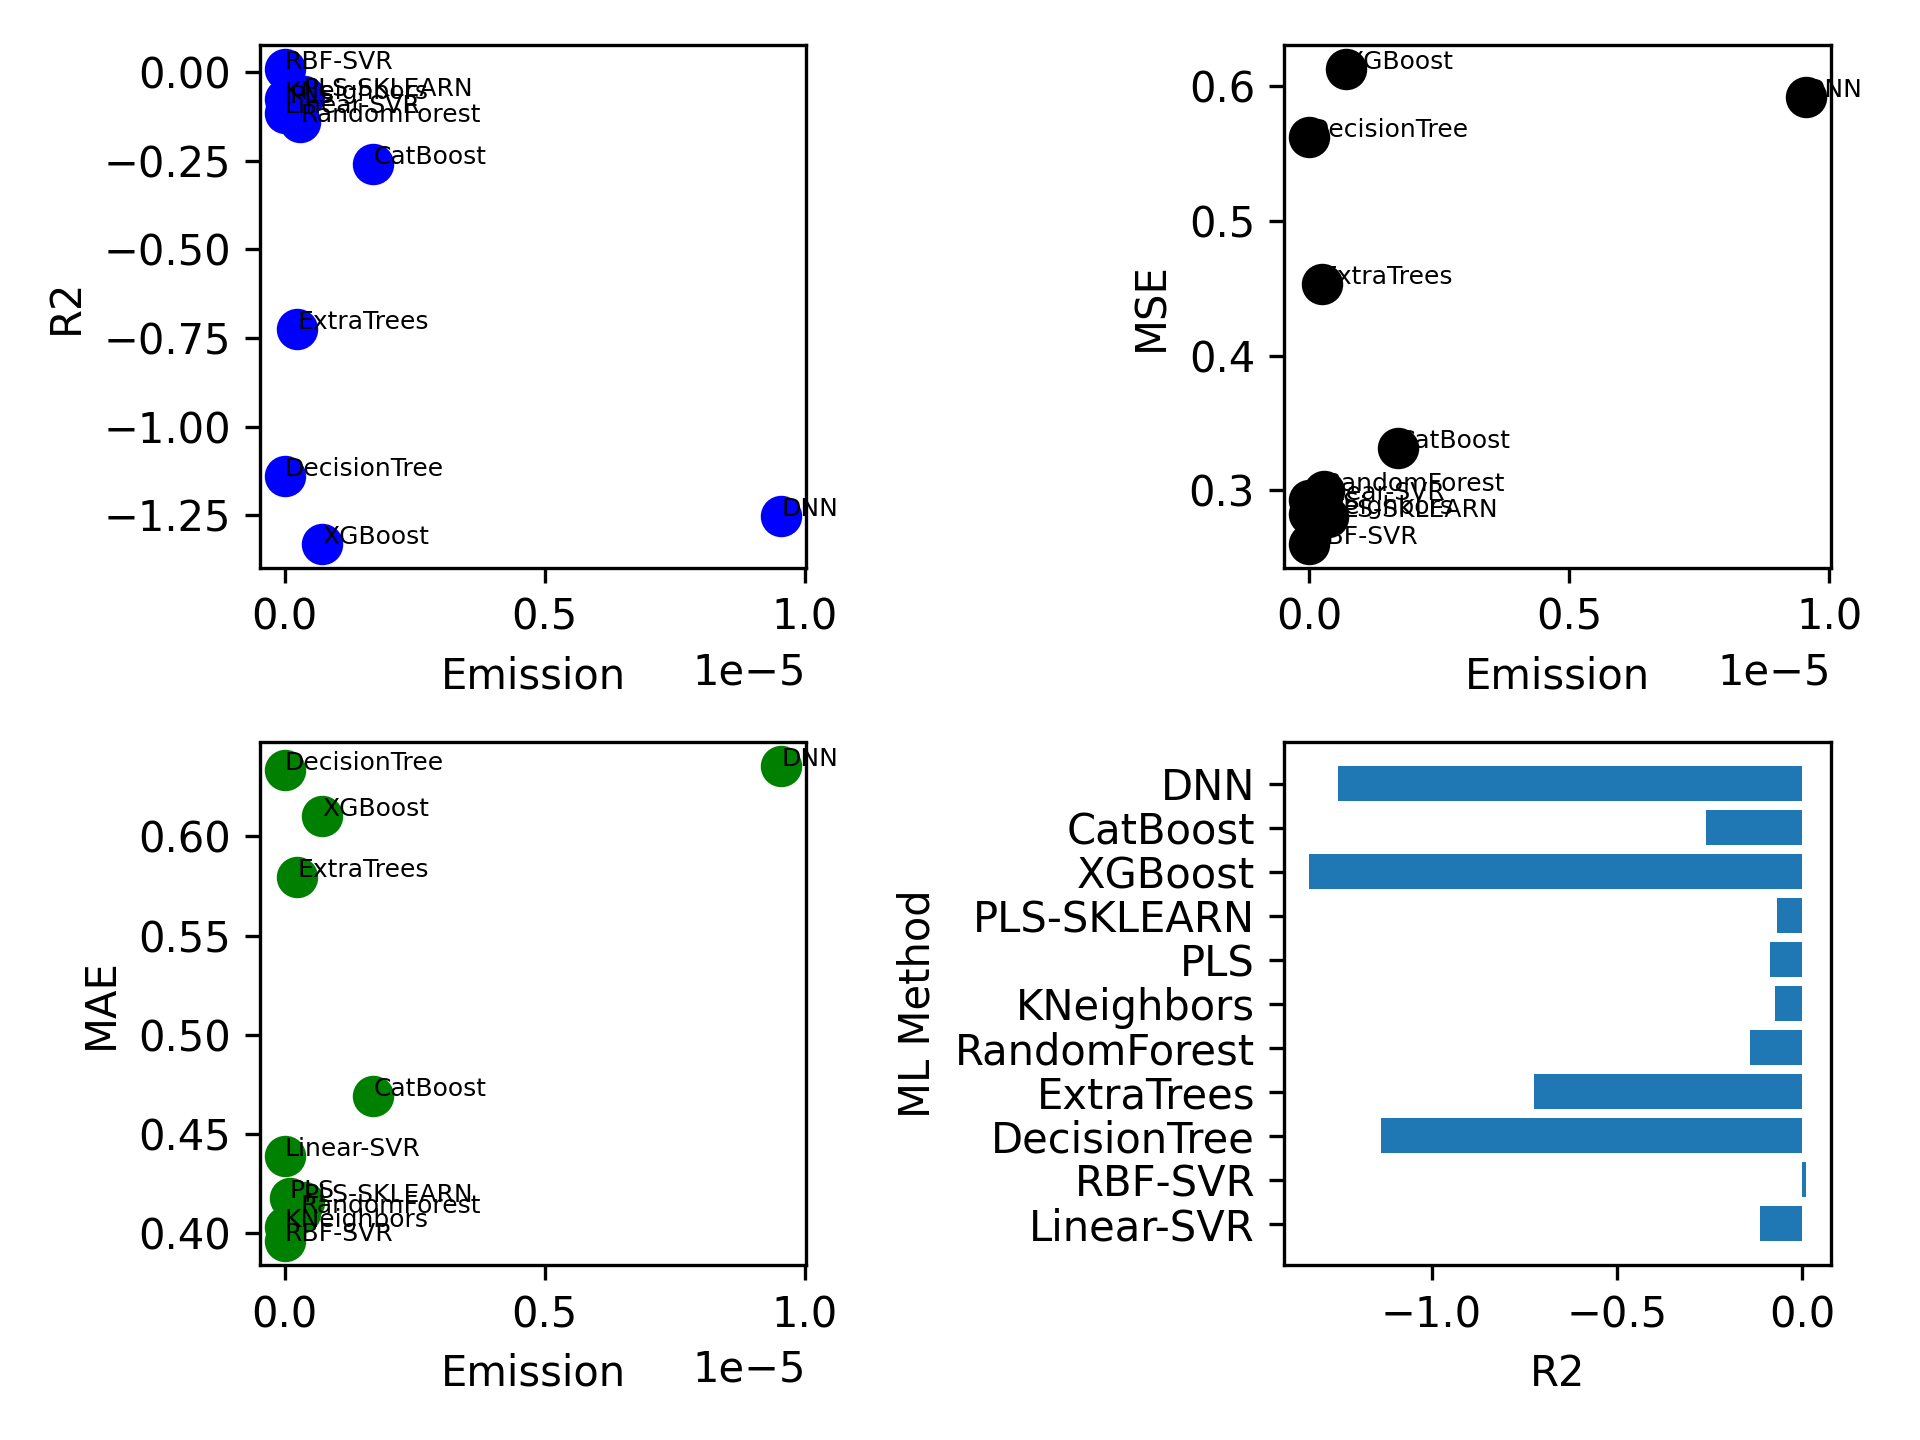 0.00
−0.25
−0.50
−0.75
−1.00
−1.25
R2
RBF-SVR
PLS-SKLEARN
KNeighbors
Linear-SVR
RandomForest
CatBoost
ExtraTrees
DecisionTree
DNN
XGBoost
0.0
0.5
1.0
Emission
1e−5
0.6
0.5
0.4
0.3
MSE
XGBoost
DNN
DecisionTree
ExtraTrees
CatBoost
RandomForest
Linear-SVR
KNeighbors
PLS-SKLEARN
RBF-SVR
0.0
0.5
1.0
Emission
1e−5
0.60
0.55
0.50
0.45
0.40
MAE
DecisionTree
DNN
XGBoost
ExtraTrees
CatBoost
Linear-SVR
PLS
PLS-SKLEARN
RandomForest
KNeighbors
RBF-SVR
0.0
0.5
1.0
Emission
1e−5
ML Method
DNN
CatBoost
XGBoost
PLS-SKLEARN
PLS
KNeighbors
RandomForest
ExtraTrees
DecisionTree
RBF-SVR
Linear-SVR
−1.0
−0.5
0.0
R2